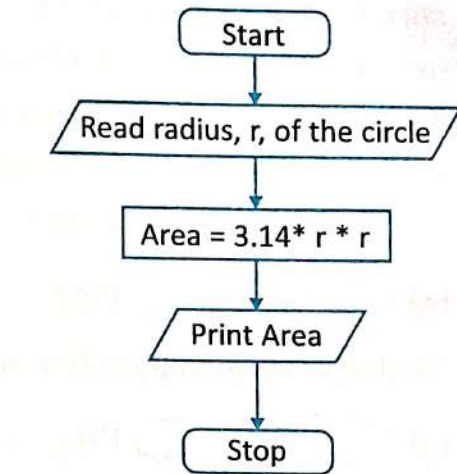 Start
Read radius, r, of the circle
Area = 3.14* r * r
Print Area
Stop